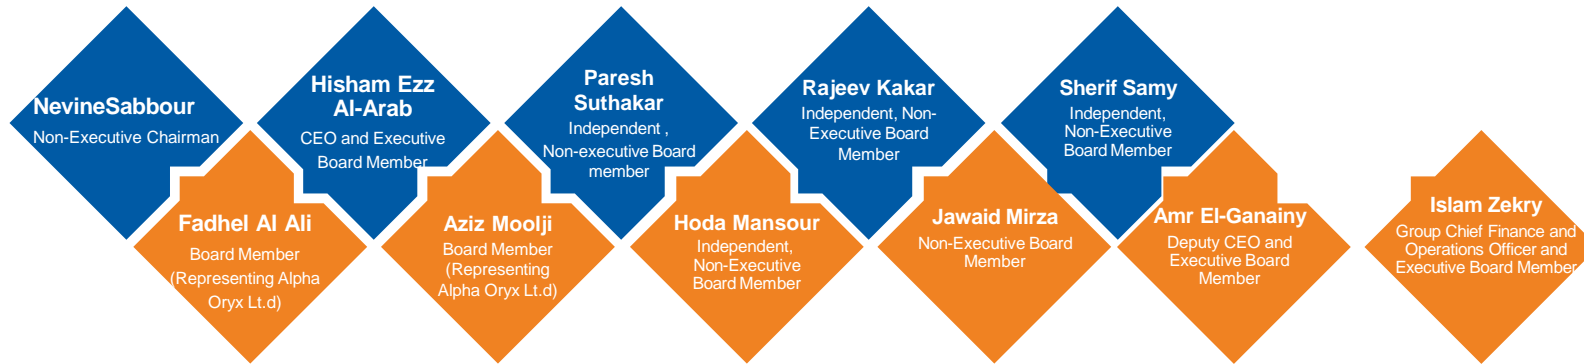 NevineSabbour
Non-Executive Chairman
Hisham Ezz
Al-Arab
CEO and Executive
Board Member
Paresh
Suthakar
Independent ,
Non-executive Board
member
Rajeev Kakar
Independent, Non-
Executive Board
Member
Sherif Samy
Independent,
Non-Executive
Board Member
Fadhel Al Ali
Board Member
(Representing Alpha
Oryx Lt.d)
Aziz Moolji
Board Member
(Representing
Alpha Oryx Lt.d)
Hoda Mansour
Independent,
Non-Executive
Board Member
Jawaid Mirza
Non-Executive Board
Member
Amr El-Ganainy
Deputy CEO and
Executive Board
Member
Islam Zekry
Group Chief Finance and
Operations Officer and
Executive Board Member